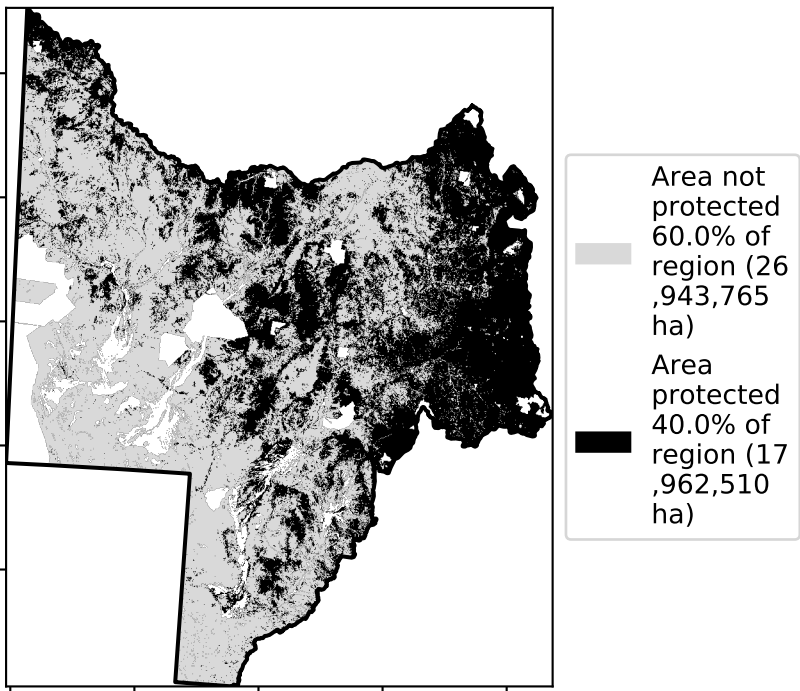 Area not
protected
60.0% of
region (26
,943,765
ha)
Area
protected
40.0% of
region (17
,962,510
ha)